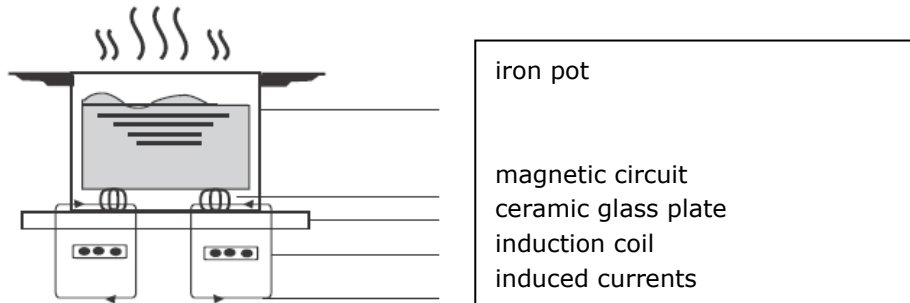 iron pot
magnetic circuit
ceramic glass plate
induction coil
induced currents